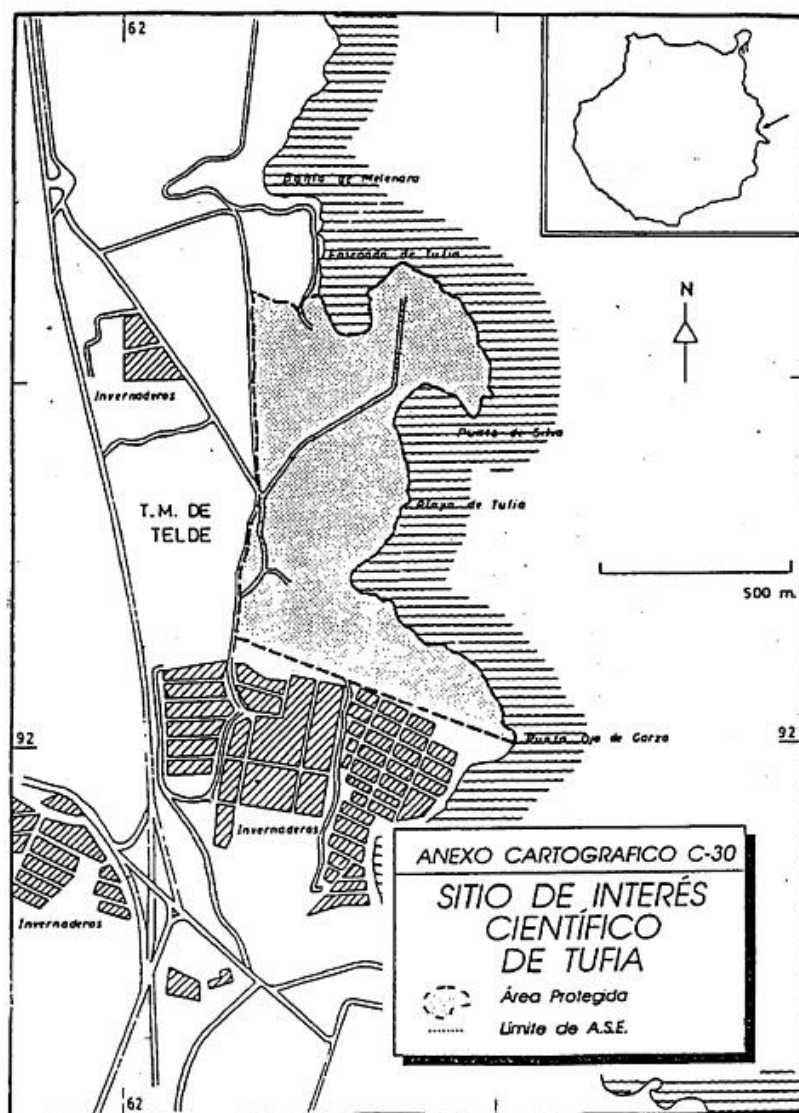 62
Bahía de Melenara
Ensenada de Tufia
N
Invernaderos
Punta de Silva
Playa de Tufia
T.M. DE
TELDE
500 m.
92
92
Punta Ojo de Garza
Invernaderos
Invernaderos
ANEXO CARTOGRAFICO C-30
SITIO DE INTERÉS
CIENTÍFICO
DE TUFIA
Área Protegida
Límite de A.S.E.
62